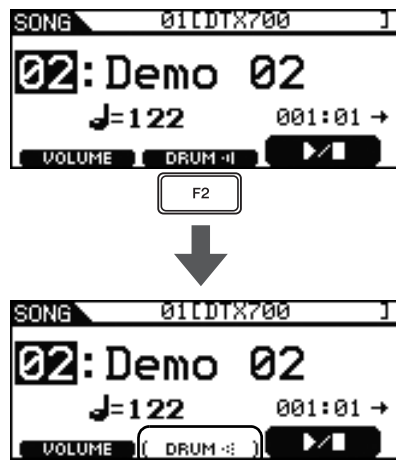 SONG 01[DTX700 ]
02:Demo 02
=122 001:01
VOLUME DRUM
F2
SONG 01[DTX700 ]
02:Demo 02
=122 001:01
VOLUME DRUM